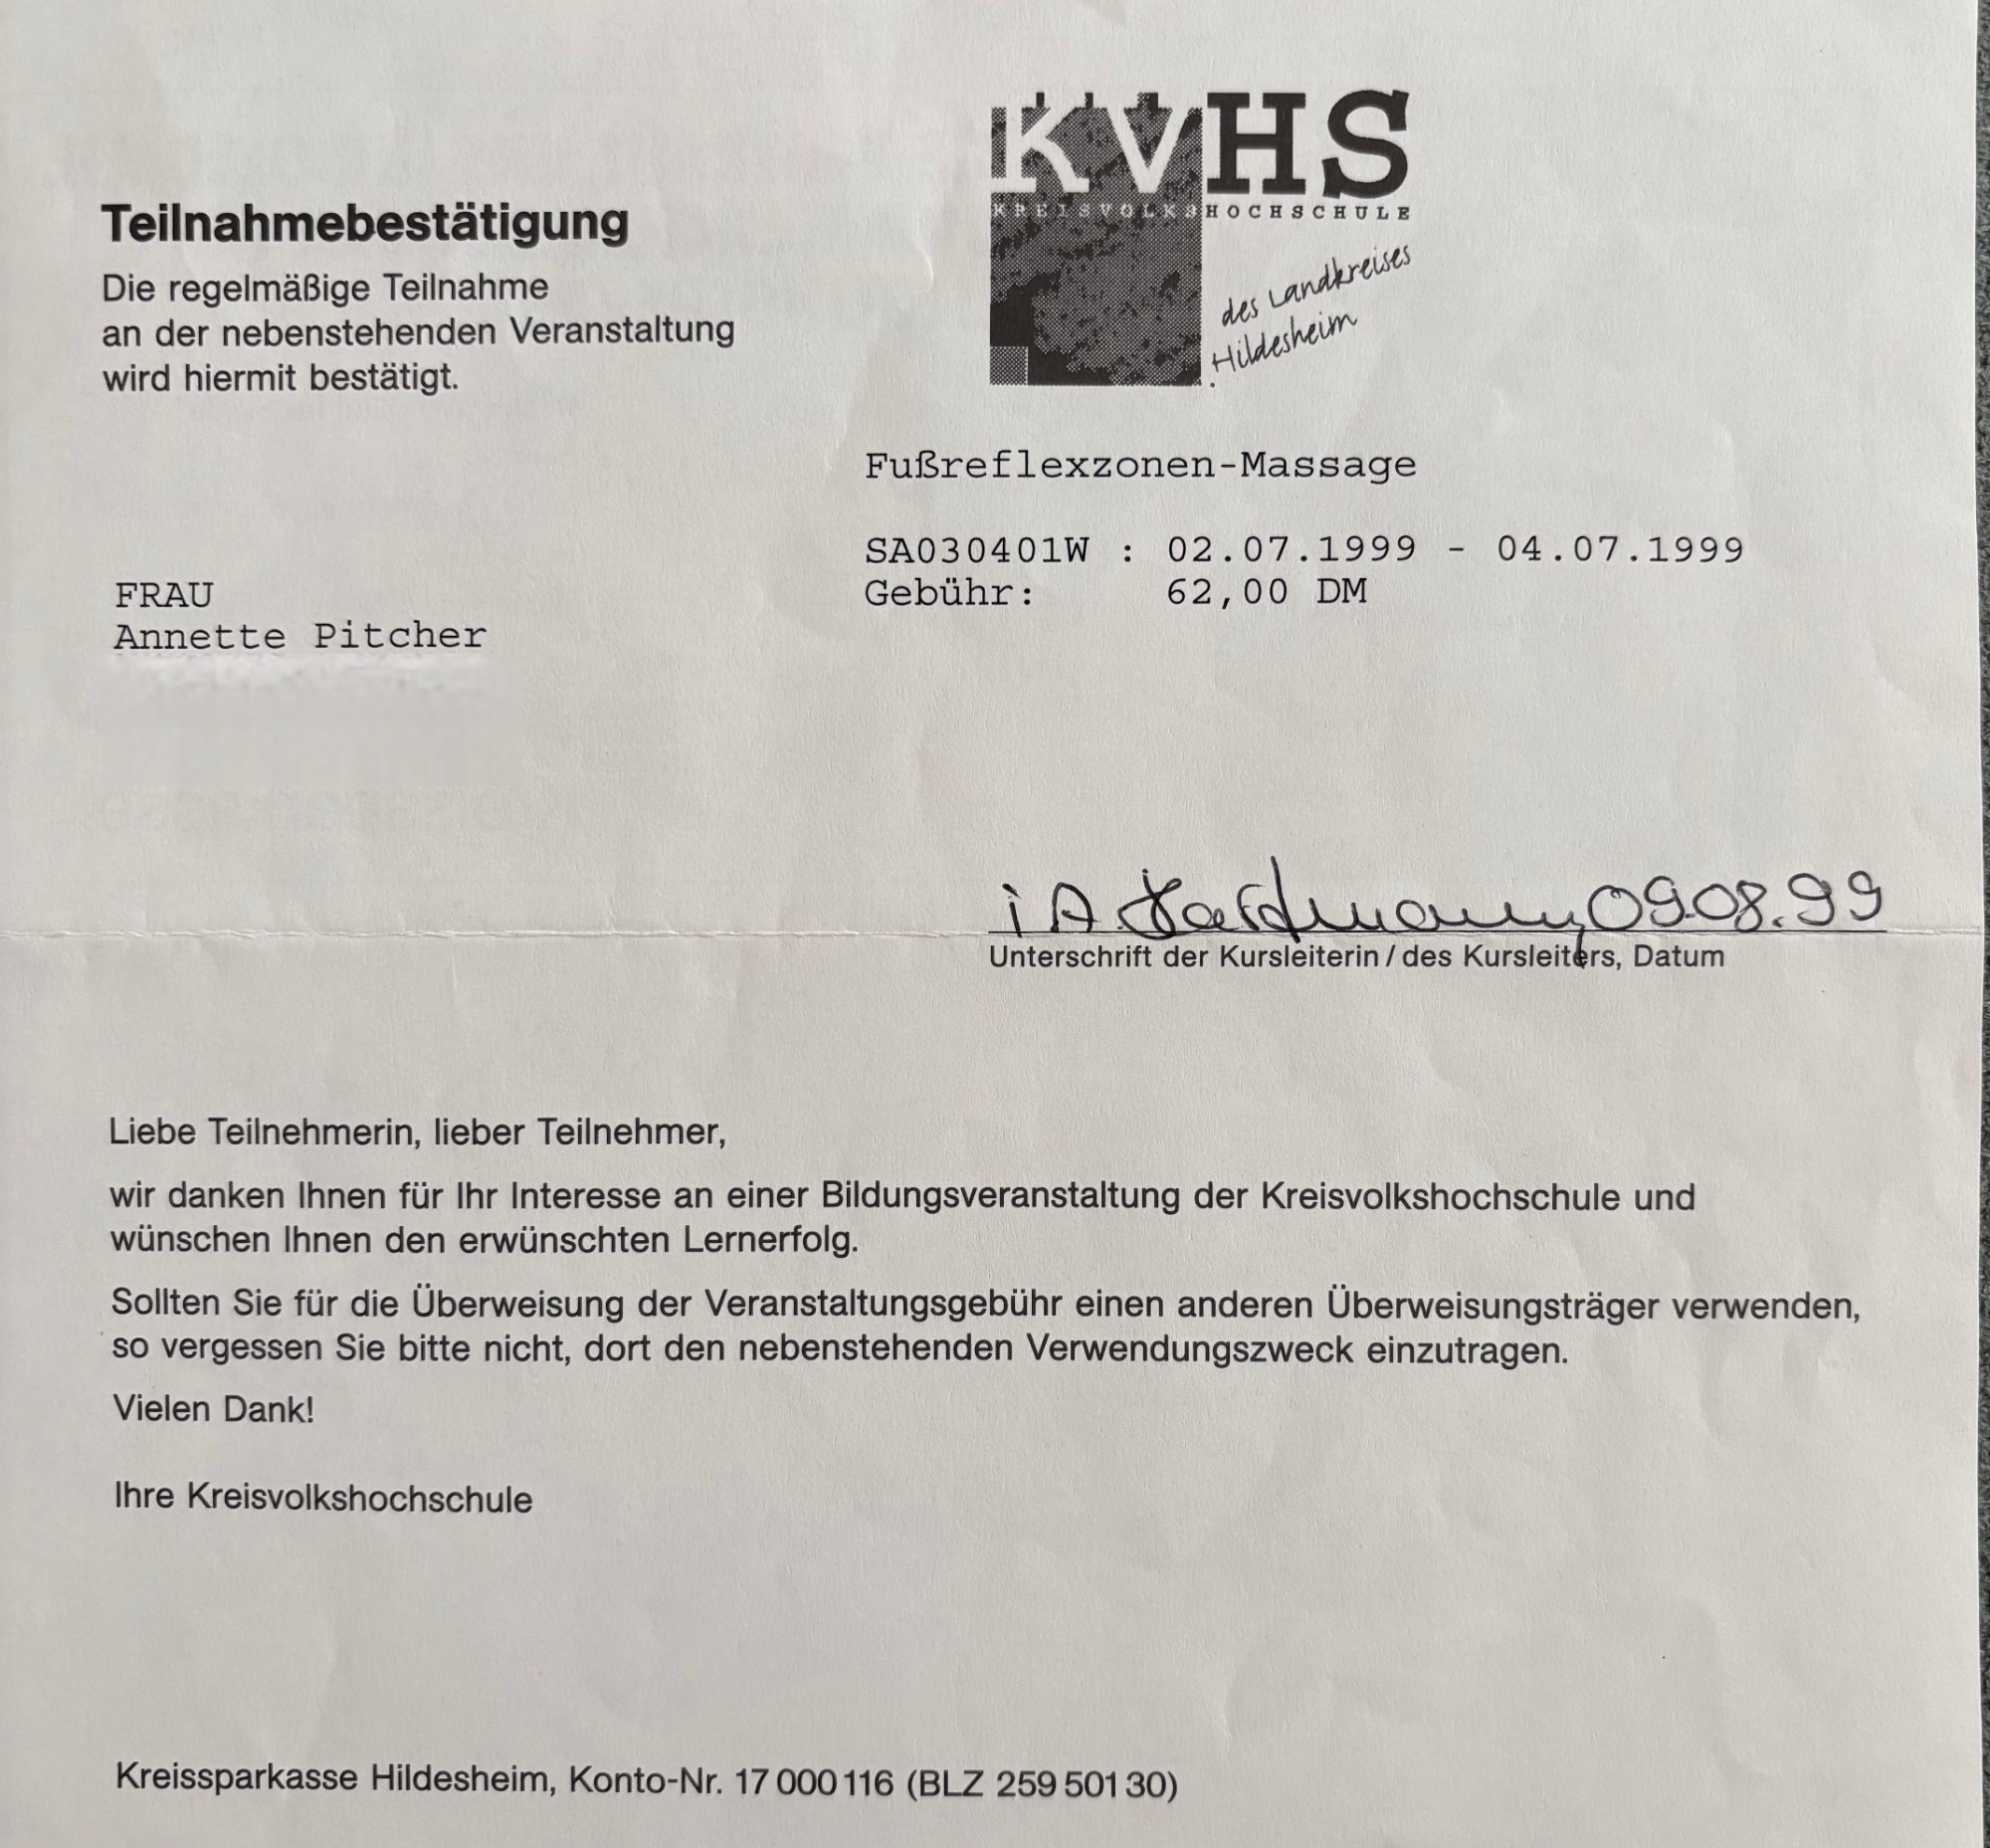 Teilnahmebestätigung
Die regelmäßige Teilnahme
an der nebenstehenden Veranstaltung
wird hiermit bestätigt.
KVHS
KREISVOLKSHOCHSCHULE
des Landkreises
Hildesheim
Fußreflexzonen-Massage
SA030401W : 02.07.1999 - 04.07.1999
Gebühr: 62,00 DM
FRAU
Annette Pitcher
i A 09.08.99
Unterschrift der Kursleiterin / des Kursleiters, Datum
Liebe Teilnehmerin, lieber Teilnehmer,
wir danken Ihnen für Ihr Interesse an einer Bildungsveranstaltung der Kreisvolkshochschule und
wünschen Ihnen den erwünschten Lernerfolg.
Sollten Sie für die Überweisung der Veranstaltungsgebühr einen anderen Überweisungsträger verwenden,
so vergessen Sie bitte nicht, dort den nebenstehenden Verwendungszweck einzutragen.
Vielen Dank!
Ihre Kreisvolkshochschule
Kreissparkasse Hildesheim, Konto-Nr. 17 000 116 (BLZ 259 501 30)